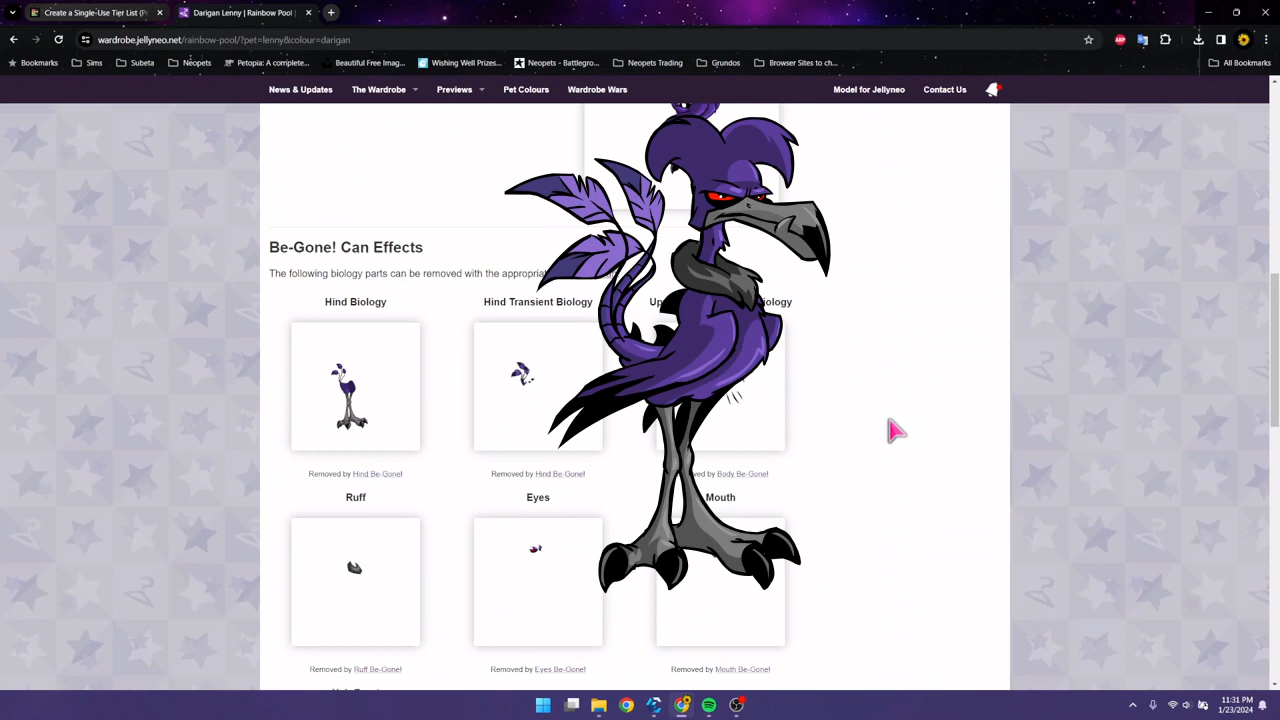 Create a Single-Use Tier List (P
Darigan Lenny | Rainbow Pool |
wardrobe.jellyneo.net/rainbow-pool/?pet=lenny&colour=darigan
Bookmarks Sims Subeta Neopets Petopia: A complete... Beautiful Free Imag... Wishing Well Prizes... Neopets - Battlegro... Neopets Trading Grundos Browser Sites to ch... All Bookmarks
News & Updates The Wardrobe Previews Pet Colours Wardrobe Wars Model for Jellyneo Contact Us
Be-Gone! Can Effects
The following biology parts can be removed with the appropria
Hind Biology Hind Transient Biology Up iology
Removed by Hind Be-Gone! Removed by Hind Be-Gone! ved by Body Be-Gone!
Ruff Eyes Mouth
Removed by Ruff Be-Gone! Removed by Eyes Be-Gone! Removed by Mouth Be-Gone!
11:31 PM
1/23/2024